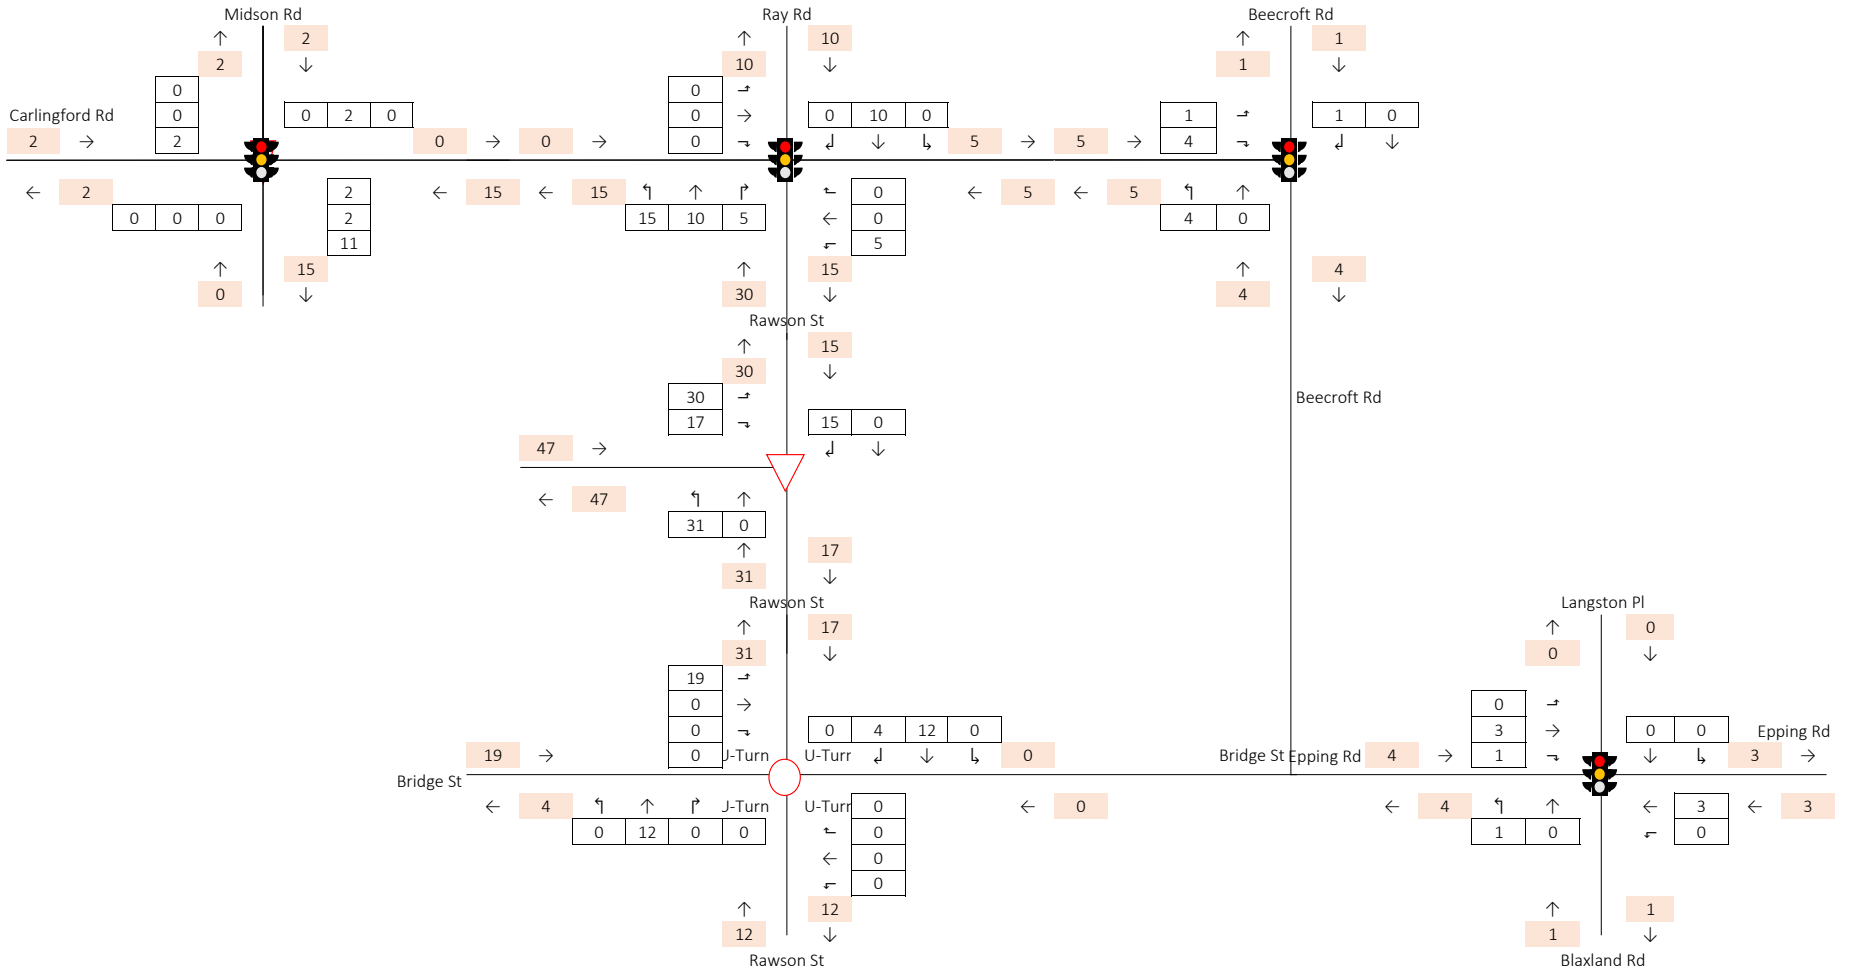 Midson Rd Ray Rd Beecroft Rd
↑ 2 ↑ 10 ↑ 1
2 ↓ 10 ↓ 1 ↓
0 0
Carlingford Rd 0 0 2 0 0 0 10 0 1 1 0
2 → 2 0 → 0 → 0 5 → 5 → 4
← 2 2 ← 15 ← 15 0 ← 5 ← 5
0 0 0 2 15 10 5 ← 0 4 0
11 5
↑ 15 ↑ 15 ↑ 4
0 ↓ 30 ↓ 4 ↓
Rawson St
↑ 15
30 ↓
30 Beecroft Rd
17 15 0
47 →
← 47
31 0
↑ 17
31 ↓
Rawson St Langston Pl
↑ 17 ↑ 0
31 ↓ 0 ↓
19
0 → 0
0 0 4 12 0 3 → 0 0 Epping Rd
19 → 0 U-Turn U-Turr 0 Bridge St Epping Rd 4 → 1 3 →
Bridge St
← 4 U-Turn U-Turr 0 ← 0 ← 4 ← 3 ← 3
0 12 0 0 0 1 0 0
← 0
0
↑ 12 ↑ 1
12 ↓ 1 ↓
Rawson St Blaxland Rd